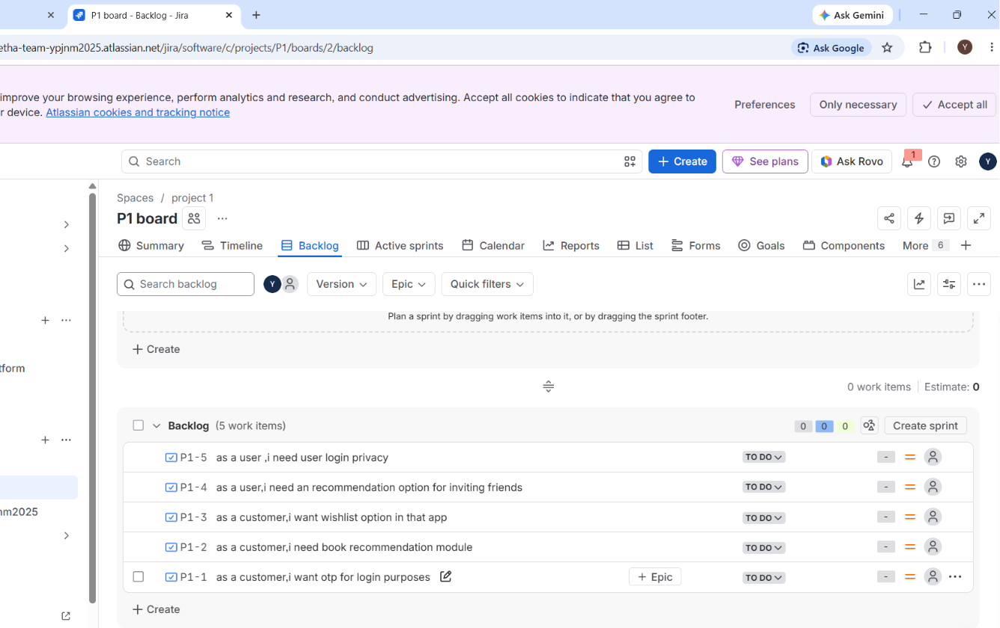 P1 board - Backlog - Jira
Ask Gemini
etha-team-ypjnm2025.atlassian.net/jira/software/c/projects/P1/boards/2/backlog
Ask Google
Y
improve your browsing experience, perform analytics and research, and conduct advertising. Accept all cookies to indicate that you agree to
r device. Atlassian cookies and tracking notice
Preferences
Only necessary
Accept all
Search
Create
See plans
Ask Rovo
1
Y
Spaces / project 1
P1 board
Summary Timeline Backlog Active sprints Calendar Reports List Forms Goals Components More 6
Search backlog
Y
Version Epic Quick filters
Plan a sprint by dragging work items into it, or by dragging the sprint footer.
Create
tform
0 work items Estimate: 0
Backlog (5 work items) 0 0 0 Create sprint
P1-5 as a user ,i need user login privacy TO DO -
P1-4 as a user,i need an recommendation option for inviting friends TO DO -
nm2025
P1-3 as a customer,i want wishlist option in that app TO DO -
P1-2 as a customer,i need book recommendation module TO DO -
P1-1 as a customer,i want otp for login purposes + Epic TO DO -
Create